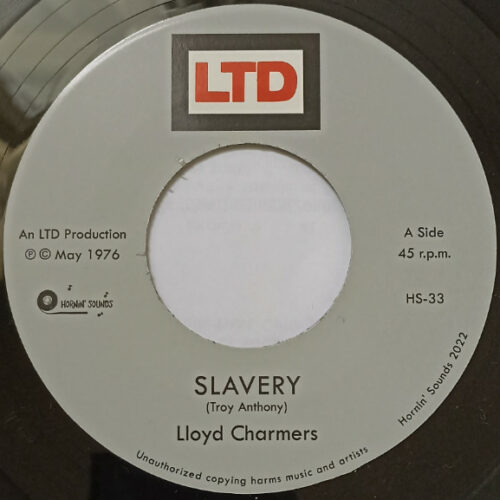 LTD
An LTD Production
℗ © May 1976
HORNIN' SOUNDS
A Side
45 r.p.m.
HS-33
SLAVERY
(Troy Anthony)
Lloyd Charmers
Hornin' Sounds 2022
Unauthorized copying harms music and artists